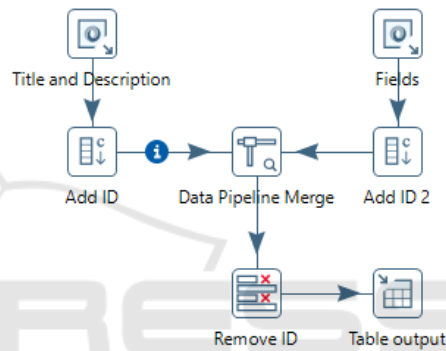 Title and Description
Fields
Add ID
Data Pipeline Merge
Add ID 2
Remove ID
Table output